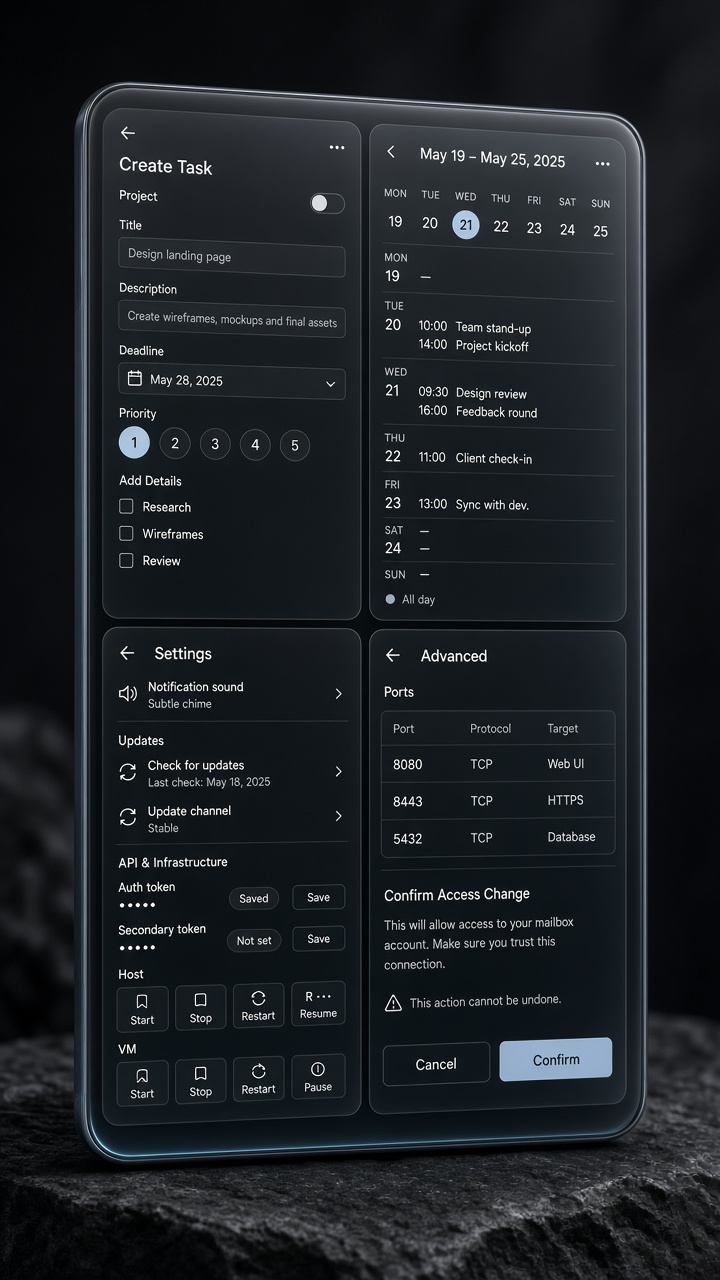 Create Task
Project
Title
Design landing page
Description
Create wireframes, mockups and final assets
Deadline
May 28, 2025
Priority
1 2 3 4 5
Add Details
Research
Wireframes
Review
May 19 – May 25, 2025
MON TUE WED THU FRI SAT SUN
19 20 21 22 23 24 25
MON
19 –
TUE
20 10:00 Team stand-up
14:00 Project kickoff
WED
21 09:30 Design review
16:00 Feedback round
THU
22 11:00 Client check-in
FRI
23 13:00 Sync with dev.
SAT –
24 –
SUN –
All day
Settings
Notification sound
Subtle chime
Updates
Check for updates
Last check: May 18, 2025
Update channel
Stable
API & Infrastructure
Auth token
••••• Saved Save
Secondary token
••••• Not set Save
Host
Start Stop Restart R ··· Resume
VM
Start Stop Restart Pause
Advanced
Ports
Port Protocol Target
8080 TCP Web UI
8443 TCP HTTPS
5432 TCP Database
Confirm Access Change
This will allow access to your mailbox
account. Make sure you trust this
connection.
This action cannot be undone.
Cancel Confirm